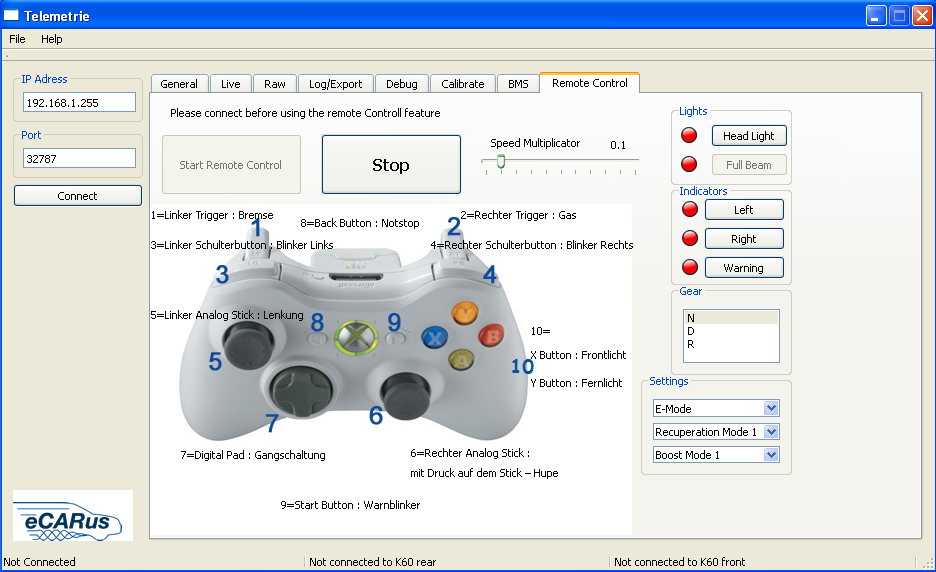 Telemetrie
File Help
IP Adress
192.168.1.255
Port
32787
Connect
General Live Raw Log/Export Debug Calibrate BMS Remote Control
Please connect before using the remote Controll feature
Start Remote Control
Stop
Speed Multiplicator 0.1
1=Linker Trigger : Bremse
8=Back Button : Notstop
2=Rechter Trigger : Gas
1
2
3=Linker Schulterbutton : Blinker Links
4=Rechter Schulterbutton : Blinker Rechts
3
4
Microsoft
5=Linker Analog Stick : Lenkung
8
9
Y
X
B
A
5
10
10=
X Button : Frontlicht
Y Button : Fernlicht
7
6
7=Digital Pad : Gangschaltung
6=Rechter Analog Stick :
mit Druck auf dem Stick – Hupe
9=Start Button : Warnblinker
Lights
Head Light
Full Beam
Indicators
Left
Right
Warning
Gear
N
D
R
Settings
E-Mode
Recuperation Mode 1
Boost Mode 1
eCARus
Not Connected
Not connected to K60 rear
Not connected to K60 front